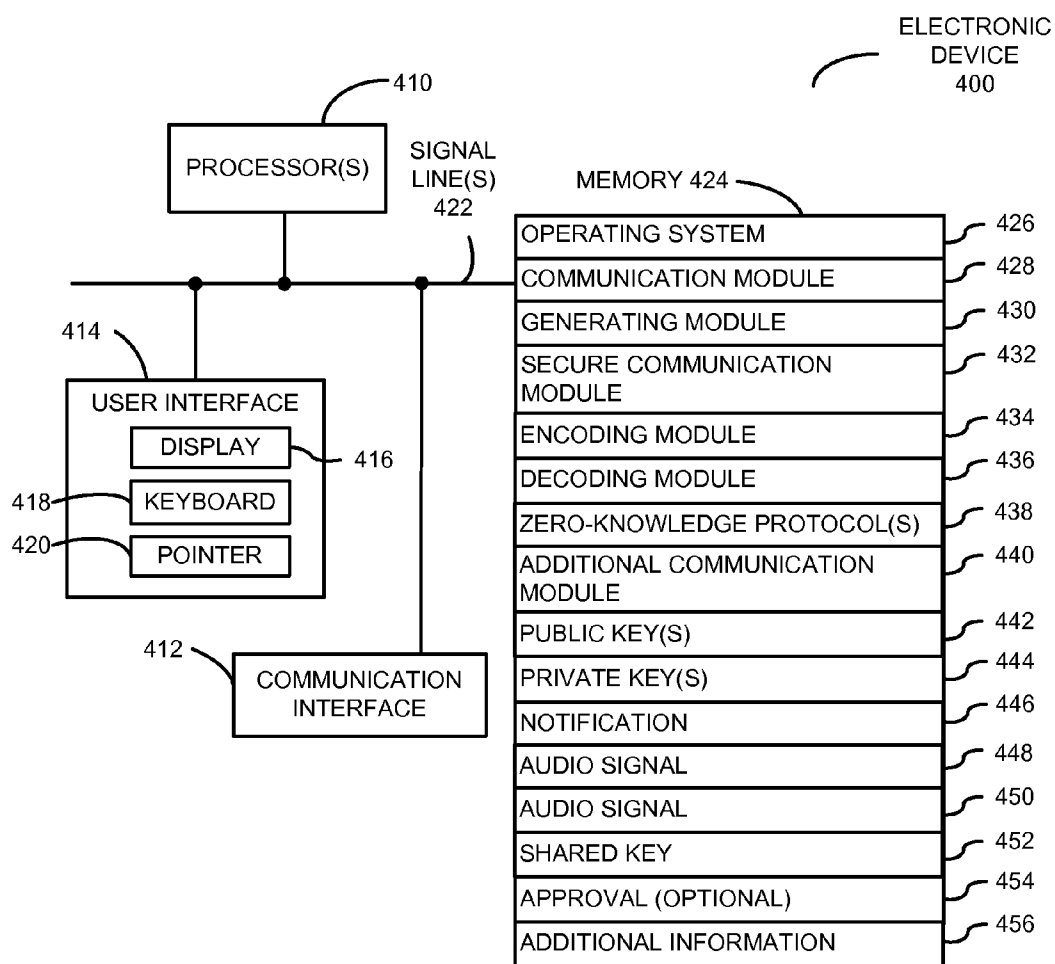 ELECTRONIC
DEVICE
400
410
PROCESSOR(S)
SIGNAL
LINE(S)
422
MEMORY 424
OPERATING SYSTEM
426
COMMUNICATION MODULE
428
GENERATING MODULE
430
SECURE COMMUNICATION
MODULE
432
ENCODING MODULE
434
DECODING MODULE
436
ZERO-KNOWLEDGE PROTOCOL(S)
438
ADDITIONAL COMMUNICATION
MODULE
440
PUBLIC KEY(S)
442
PRIVATE KEY(S)
444
NOTIFICATION
446
AUDIO SIGNAL
448
AUDIO SIGNAL
450
SHARED KEY
452
APPROVAL (OPTIONAL)
454
ADDITIONAL INFORMATION
456
414
USER INTERFACE
DISPLAY
416
418
KEYBOARD
420
POINTER
412
COMMUNICATION
INTERFACE